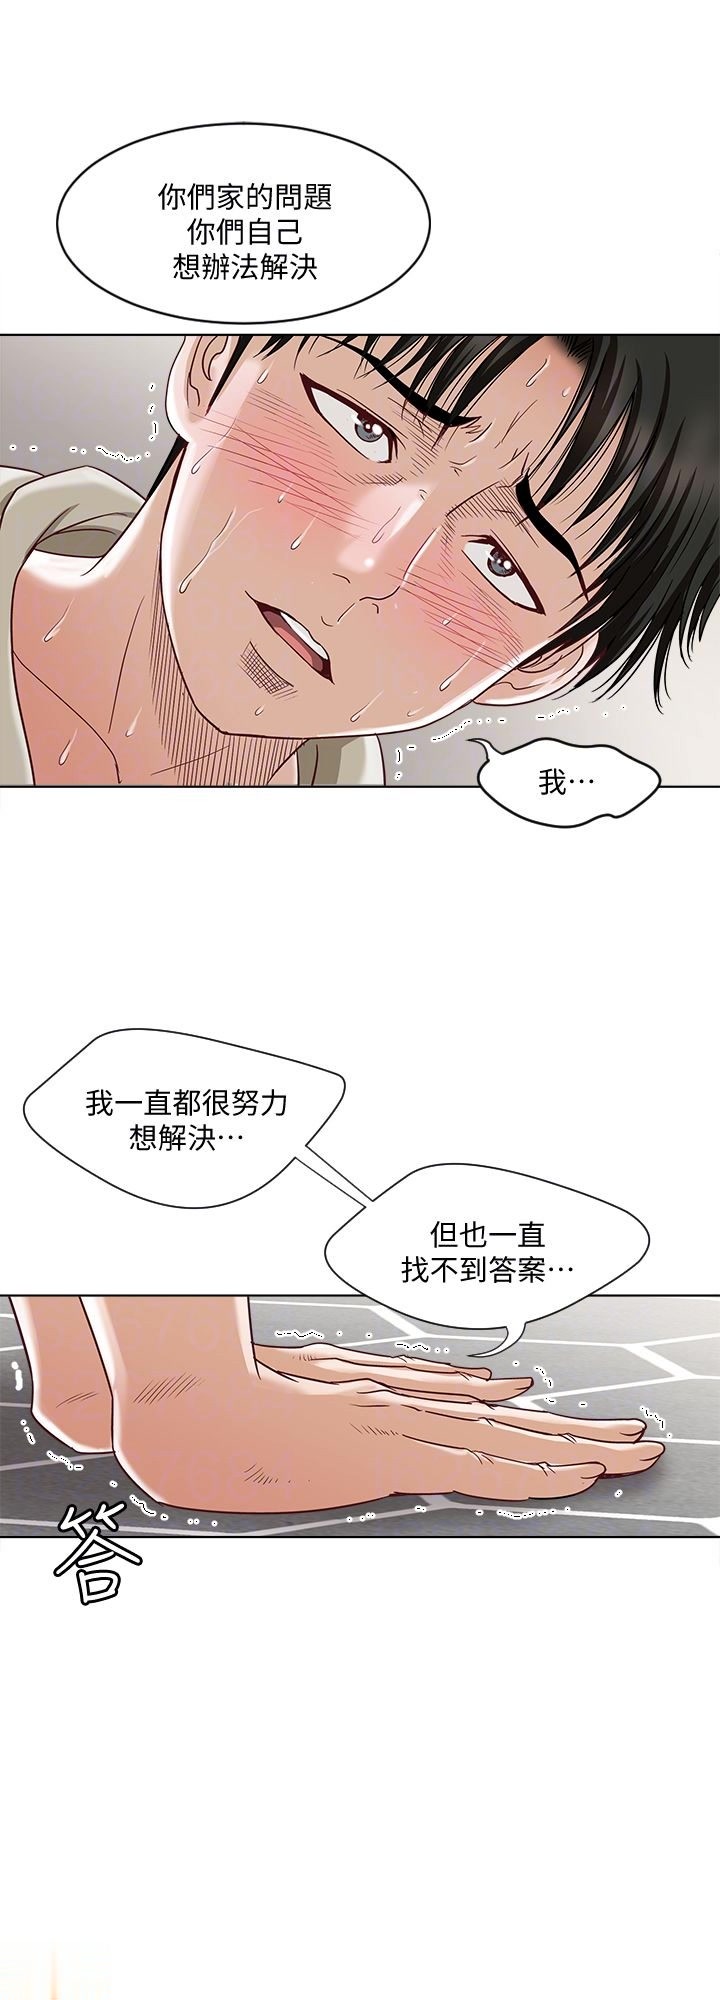 你們家的問題
你們自己
想辦法解決
我⋯
我一直都很努力
想解決⋯
但也一直
找不到答案⋯
答